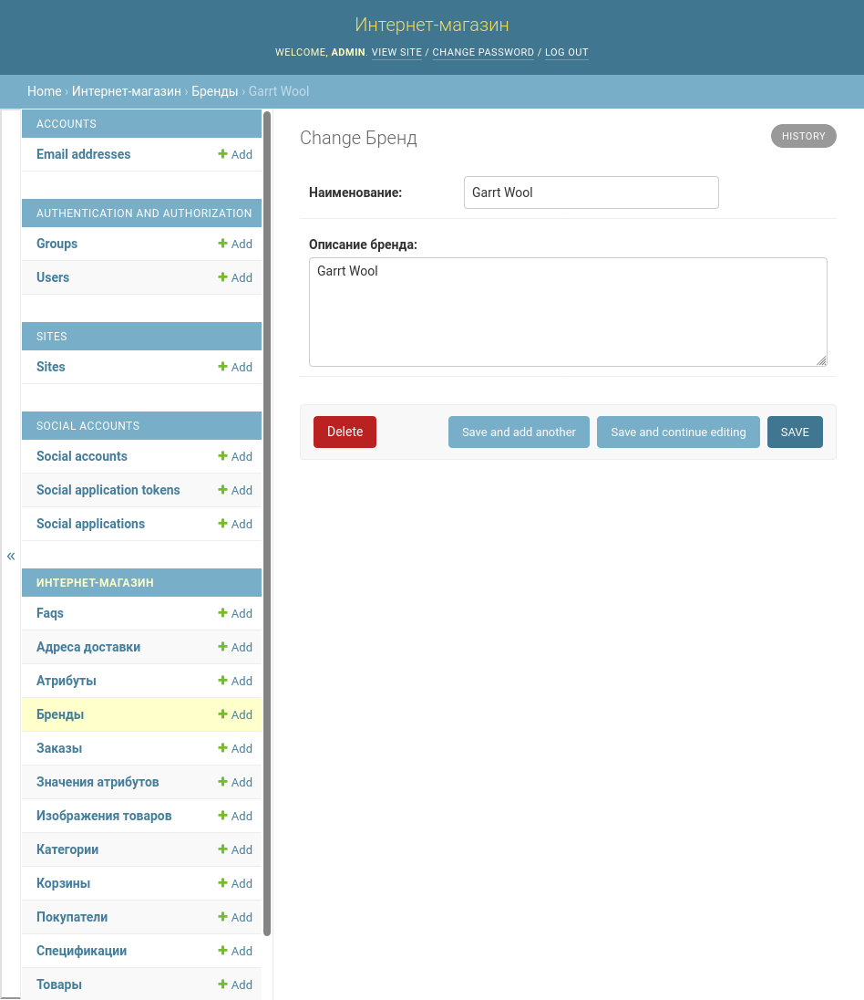 Интернет-магазин
WELCOME, ADMIN. VIEW SITE / CHANGE PASSWORD / LOG OUT
Home › Интернет-магазин › Бренды › Garrt Wool
«
ACCOUNTS
Email addresses Add
AUTHENTICATION AND AUTHORIZATION
Groups Add
Users Add
SITES
Sites Add
SOCIAL ACCOUNTS
Social accounts Add
Social application tokens Add
Social applications Add
ИНТЕРНЕТ-МАГАЗИН
Faqs Add
Адреса доставки Add
Атрибуты Add
Бренды Add
Заказы Add
Значения атрибутов Add
Изображения товаров Add
Категории Add
Корзины Add
Покупатели Add
Спецификации Add
Товары Add
Change Бренд
HISTORY
Наименование: Garrt Wool
Описание бренда:
Garrt Wool
Delete Save and add another Save and continue editing SAVE